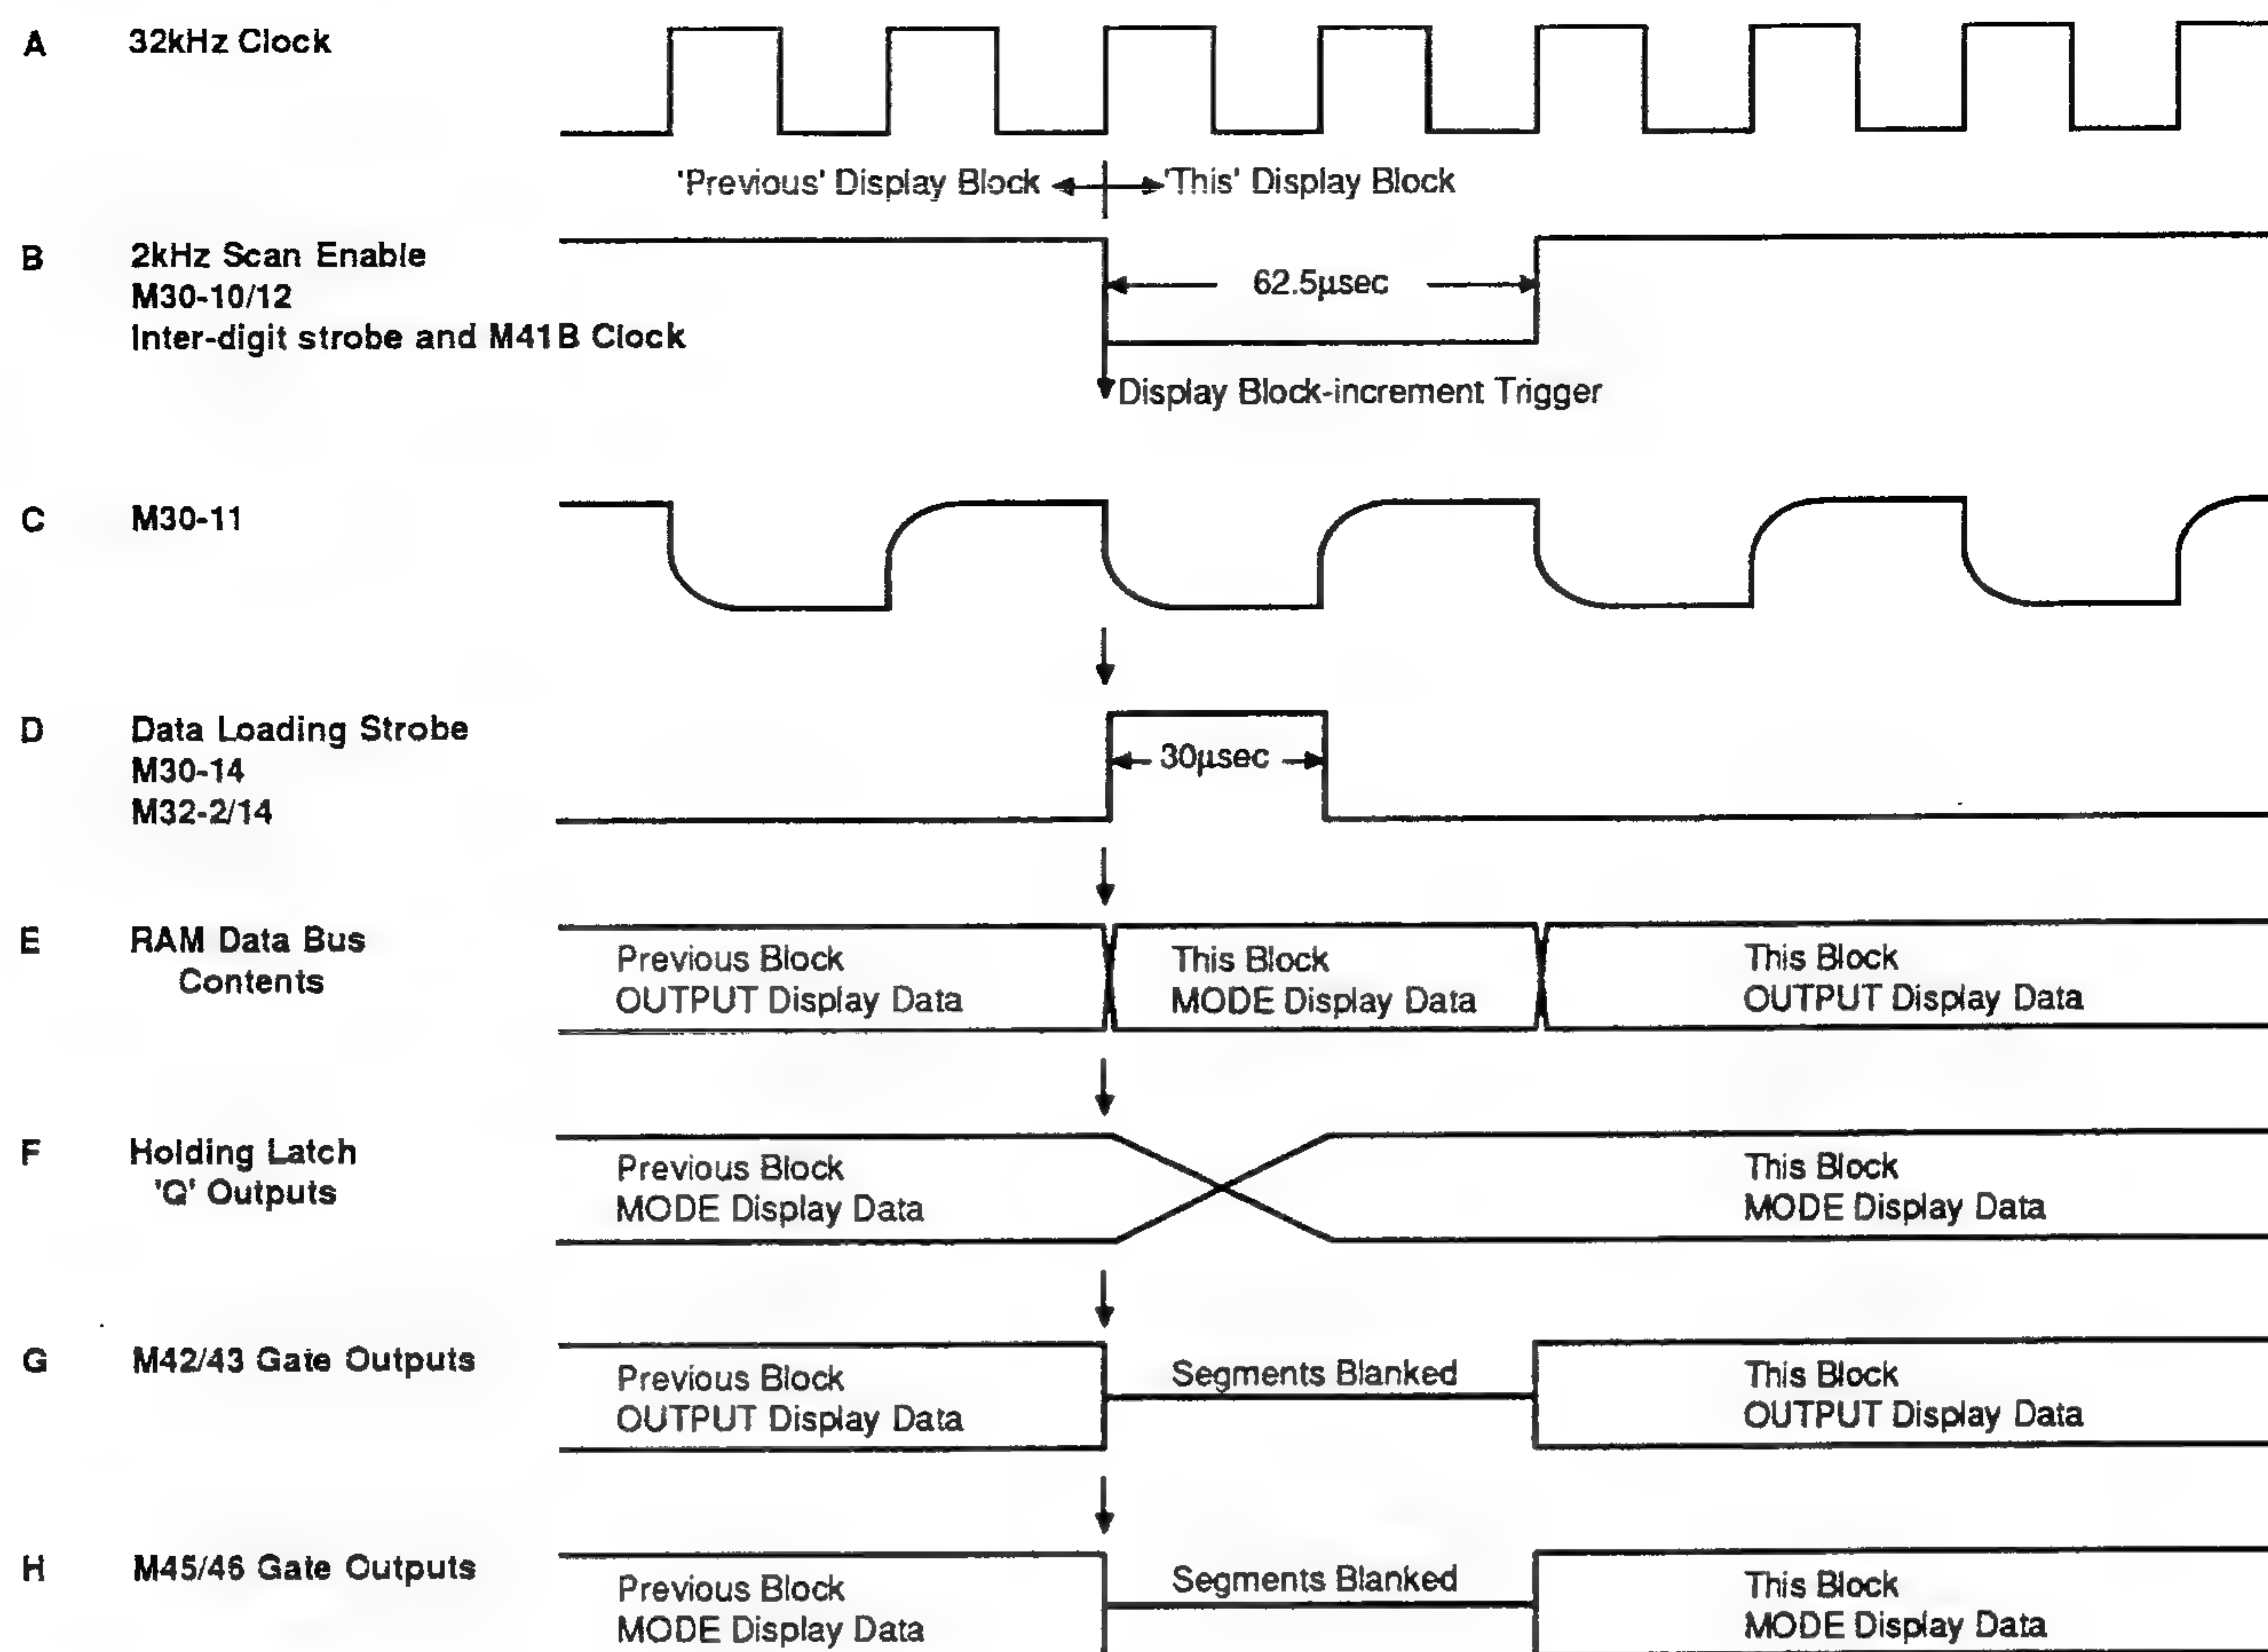 A 32kHz Clock
'Previous' Display Block 'This' Display Block
B 2kHz Scan Enable
M30-10/12
Inter-digit strobe and M41B Clock
62.5µsec
Display Block-increment Trigger
C M30-11
D Data Loading Strobe
M30-14
M32-2/14
30µsec
E RAM Data Bus
Contents
Previous Block
OUTPUT Display Data
This Block
MODE Display Data
This Block
OUTPUT Display Data
F Holding Latch
'Q' Outputs
Previous Block
MODE Display Data
This Block
MODE Display Data
G M42/43 Gate Outputs
Previous Block
OUTPUT Display Data
Segments Blanked
This Block
OUTPUT Display Data
H M45/46 Gate Outputs
Previous Block
MODE Display Data
Segments Blanked
This Block
MODE Display Data